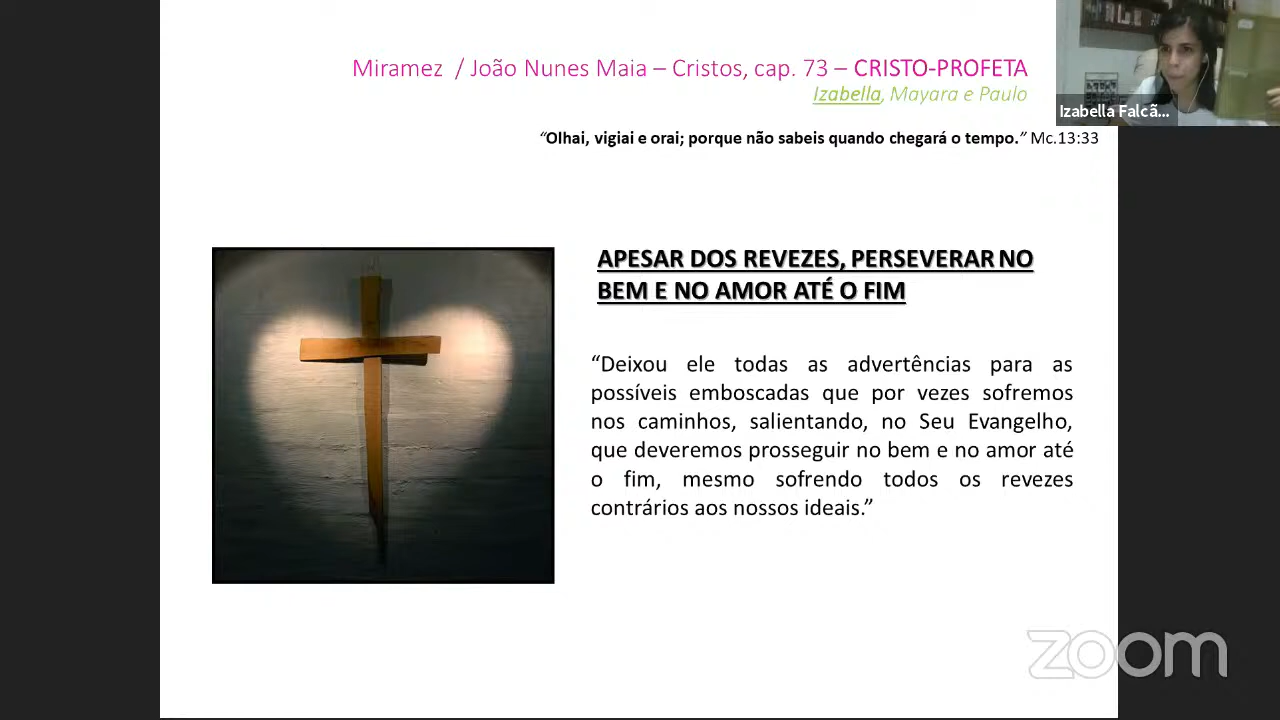 Miramez / João Nunes Maia – Cristos, cap. 73 – CRISTO-PROFETA
Izabella, Mayara e Paulo
Izabella Falcã...
“Olhai, vigiai e orai; porque não sabeis quando chegará o tempo.” Mc.13:33
APESAR DOS REVEZES, PERSEVERAR NO
BEM E NO AMOR ATÉ O FIM
“Deixou ele todas as advertências para as
possíveis emboscadas que por vezes sofremos
nos caminhos, salientando, no Seu Evangelho,
que deveremos prosseguir no bem e no amor até
o fim, mesmo sofrendo todos os revezes
contrários aos nossos ideais.”
zoom